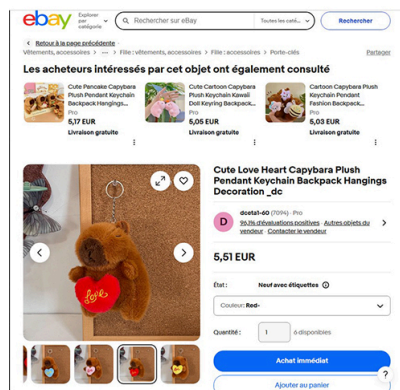 ebay
Explorer par catégorie
Rechercher sur eBay
Toutes les caté...
Rechercher
Retour à la page précédente
Vêtements, accessoires > ... > Fille : vêtements, accessoires > Fille : accessoires > Porte-clés
Partager
Les acheteurs intéressés par cet objet ont également consulté
Cute Pancake Capybara
Plush Pendant Keychain
Backpack Hangings...
Pro
5,17 EUR
Livraison gratuite
Cute Cartoon Capybara
Plush Keychain Kawaii
Doll Keyring Backpack...
Pro
5,05 EUR
Livraison gratuite
Cartoon Capybara Plush
Keychain Pendant
Fashion Backpack...
Pro
5,03 EUR
Livraison gratuite
Love
Cute Love Heart Capybara Plush
Pendant Keychain Backpack Hangings
Decoration _dc
D
dcota1-60 (7094) · Pro
96,1% d'évaluations positives · Autres objets du
vendeur · Contacter le vendeur
5,51 EUR
État :
Neuf avec étiquettes
Couleur: Red-
Quantité :
1
6 disponibles
Achat immédiat
Ajouter au panier
?